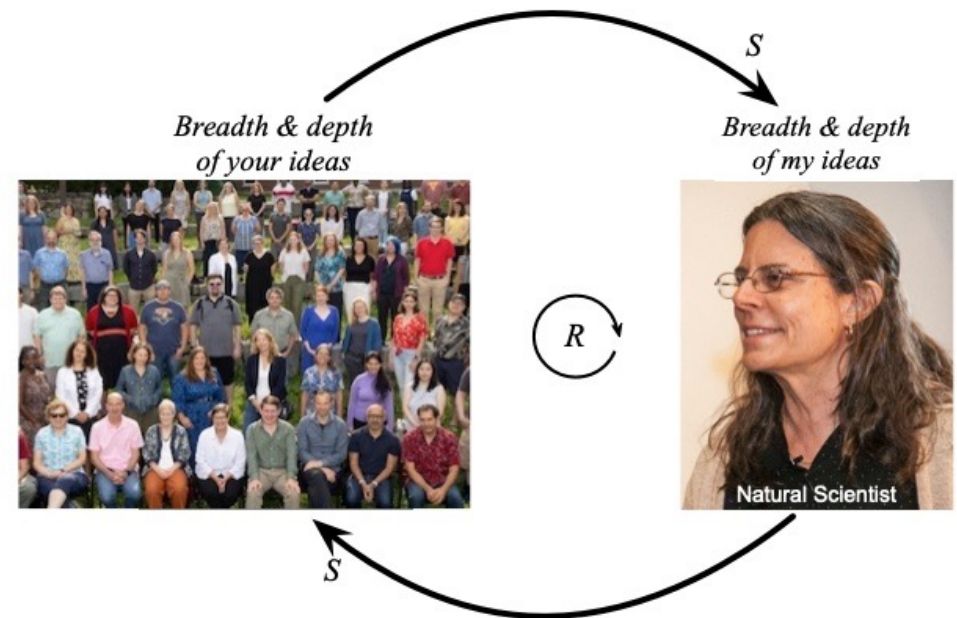 S
Breadth & depth
of your ideas
Breadth & depth
of my ideas
R
Natural Scientist
S